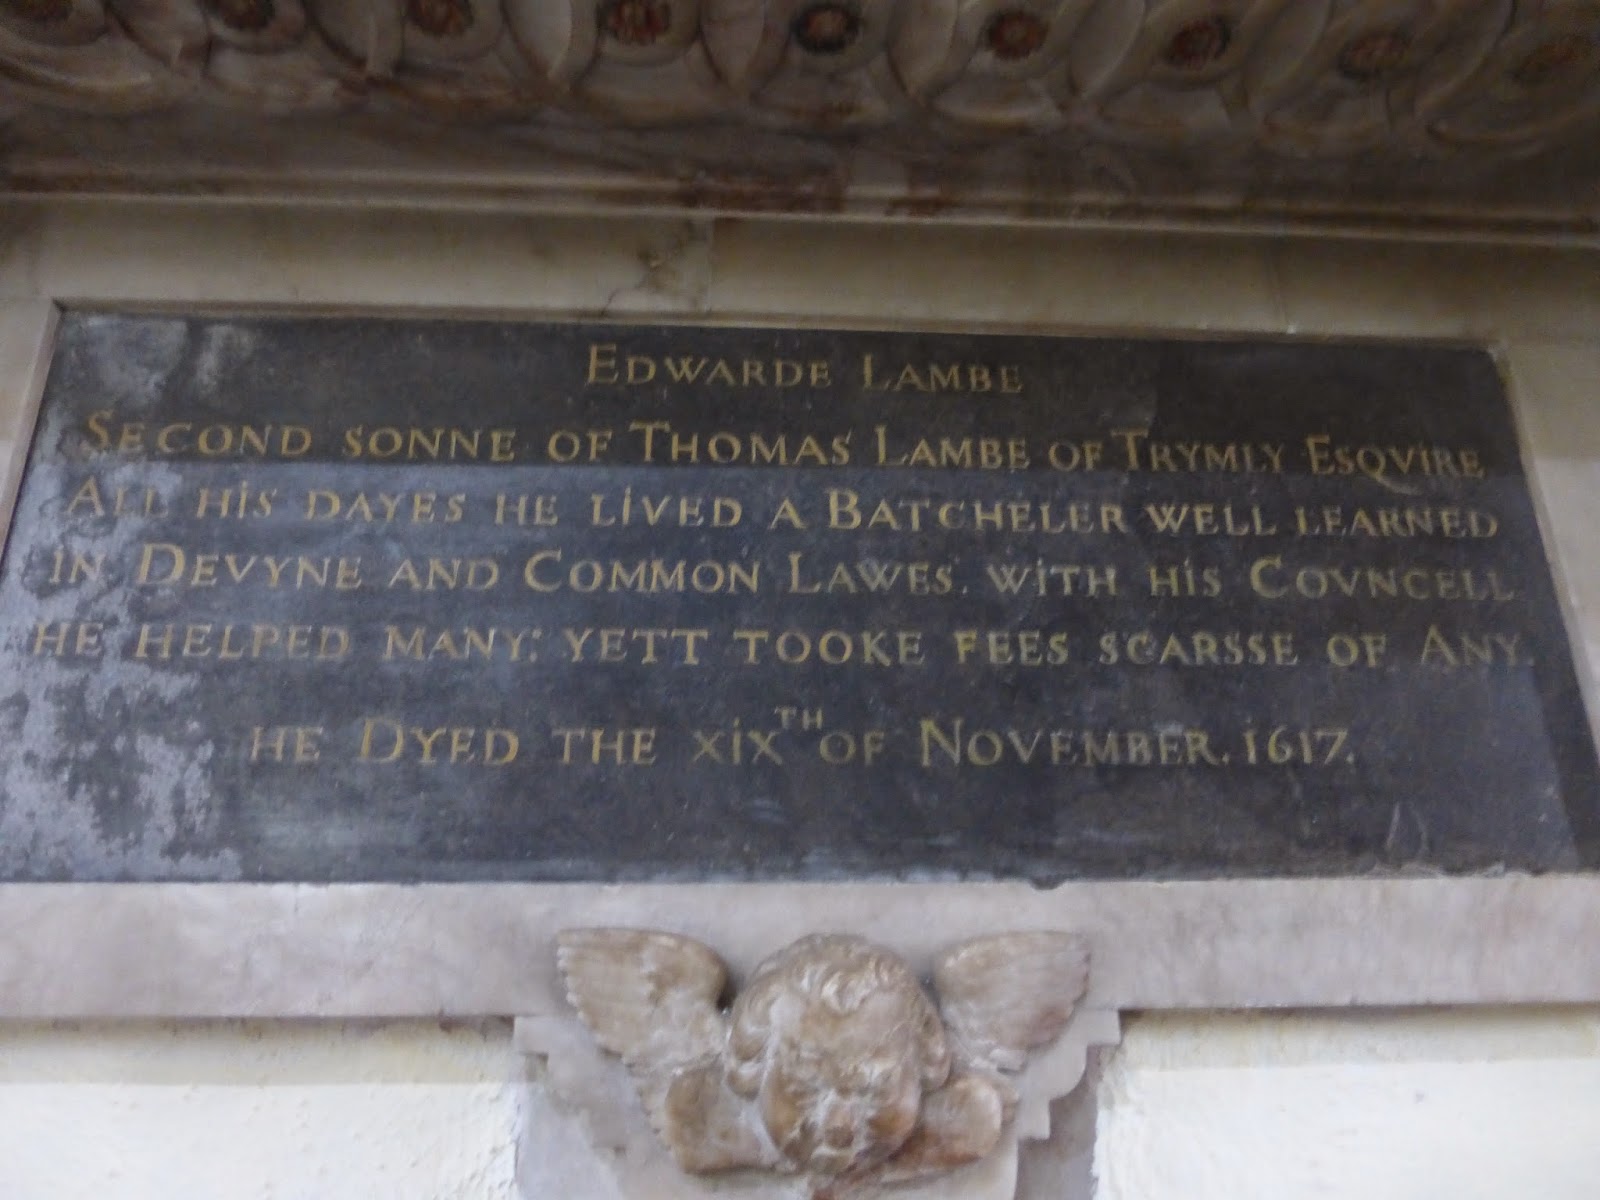 EDWARDE LAMBE
SECOND SONNE OF THOMAS LAMBE OF TRYMLY ESQVIRE
ALL HiS DAYES HE LiVED A BATCHELER WELL LEARNED
iN DEVYNE AND COMMON LAWES. WiTH HiS COVNCELL
HE HELPED MANY: YETT TOOKE FEES SCARSSE OF ANY
HE DYED THE XiX TH OF NOVEMBER. 1617.